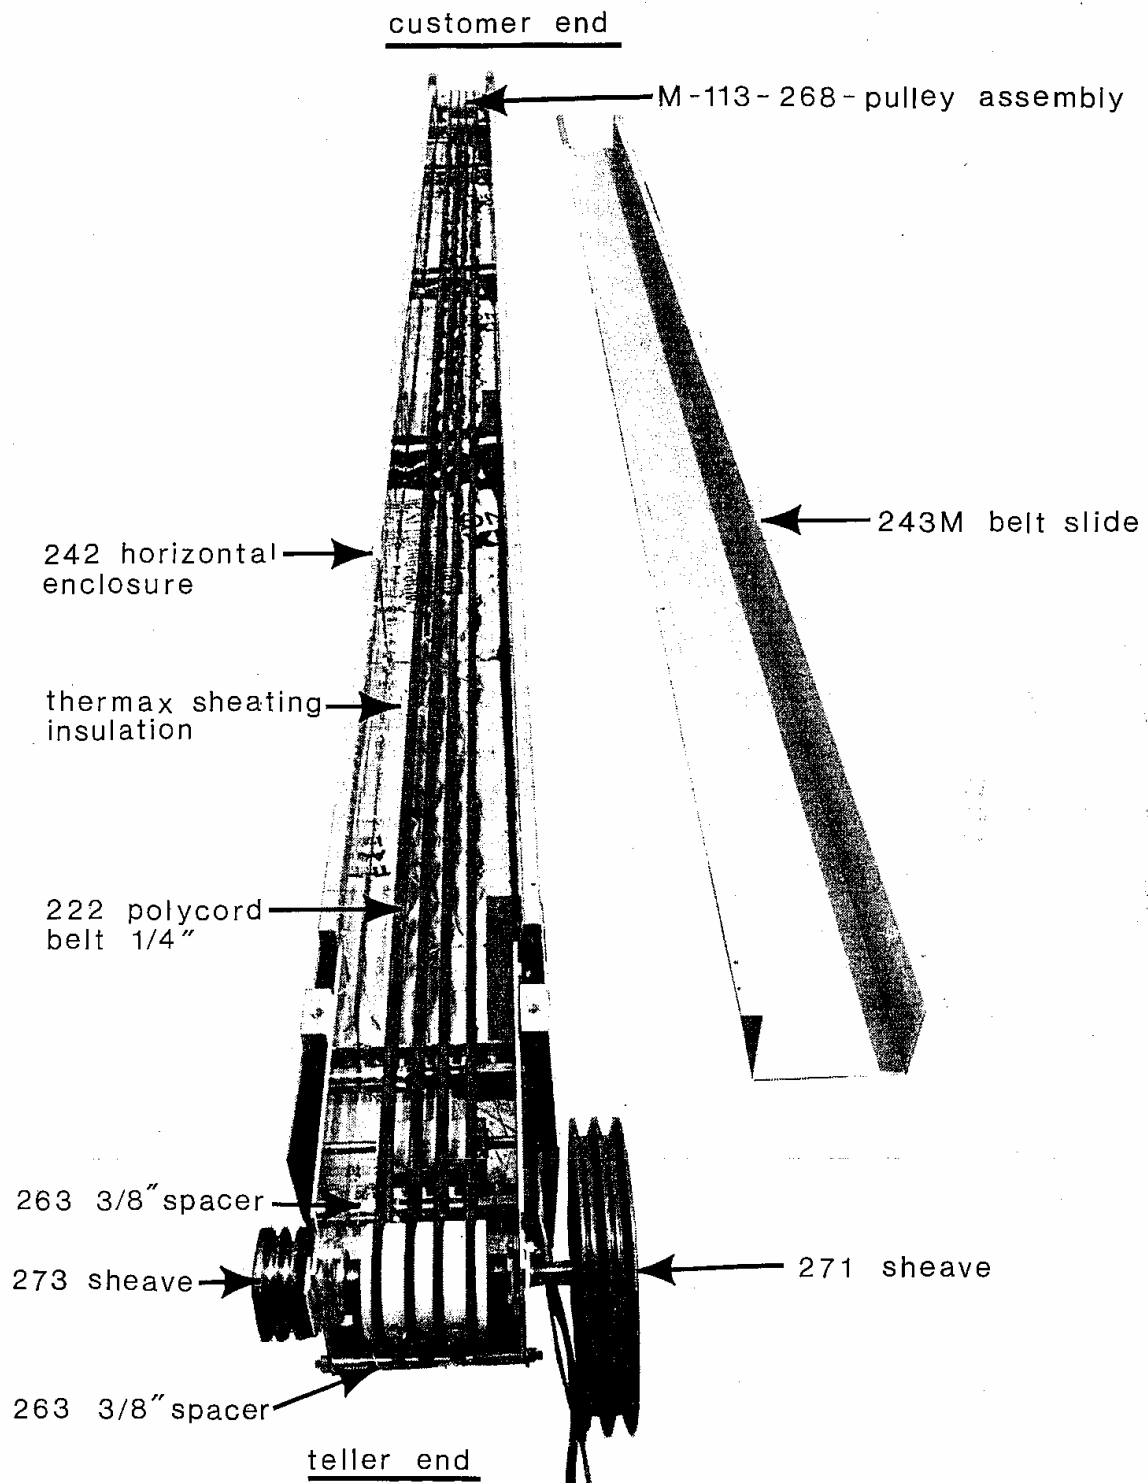 customer end
M-113-268-pulley assembly
243M belt slide
242 horizontal
enclosure
thermax sheating
insulation
222 polycord
belt 1/4"
263 3/8" spacer
273 sheave
271 sheave
263 3/8" spacer
teller end